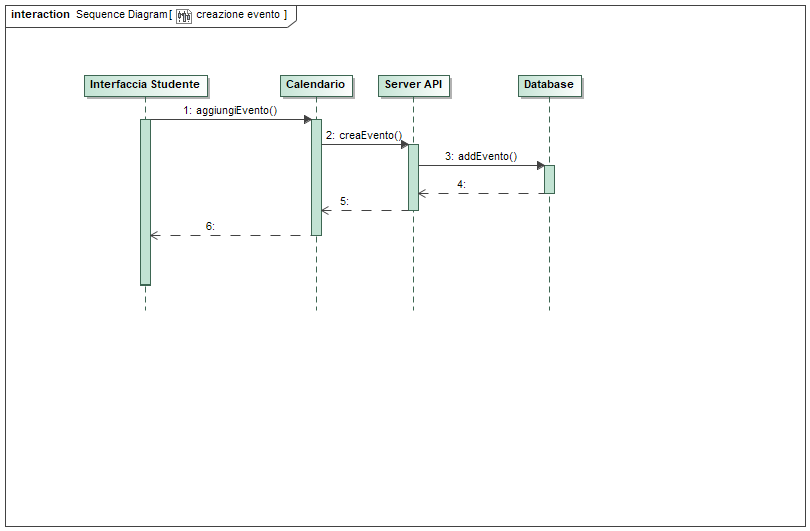 interaction Sequence Diagram [ creazione evento ]
Interfaccia Studente
Calendario
Server API
Database
1: aggiungiEvento()
2: creaEvento()
3: addEvento()
4:
5:
6: